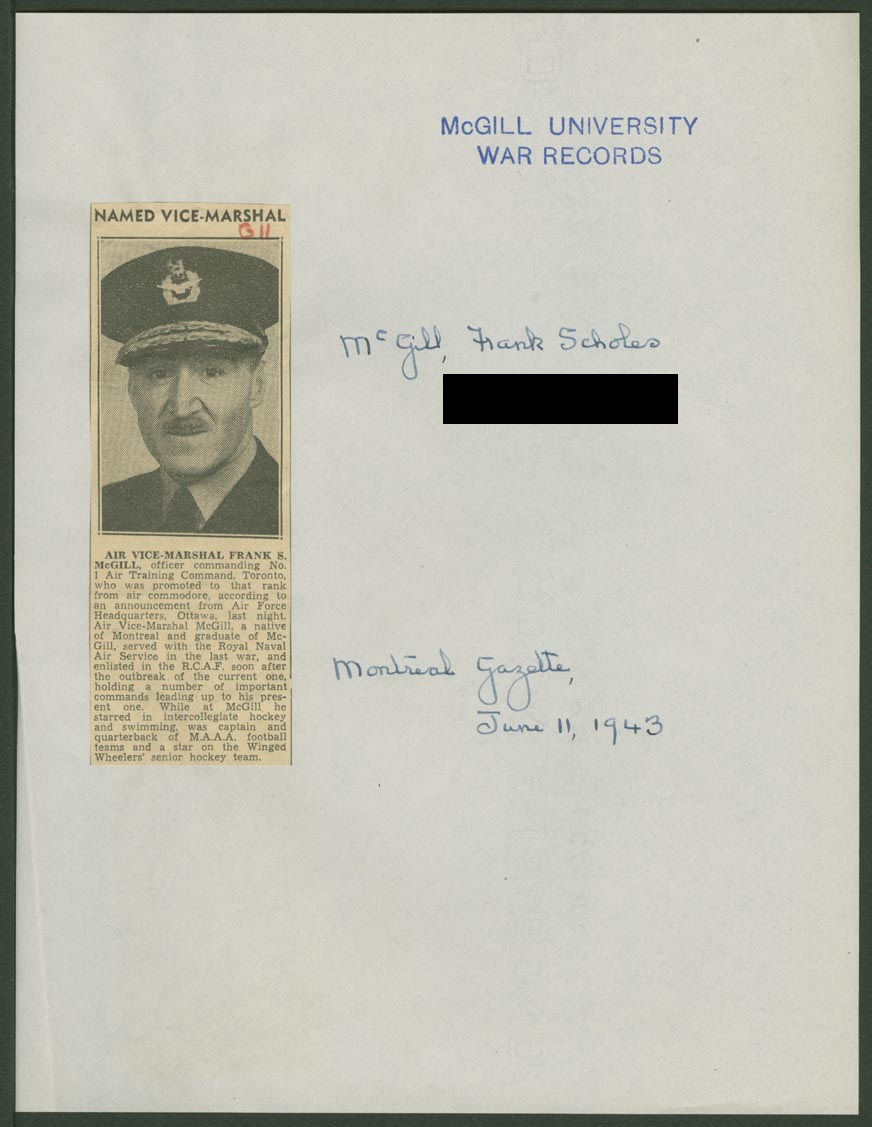 McGILL UNIVERSITY
WAR RECORDS
NAMED VICE-MARSHAL
G 11
McGill, Frank Scholes
AIR VICE-MARSHAL FRANK S.
McGILL, officer commanding No.
1 Air Training Command, Toronto,
who was promoted to that rank
from air commodore, according to
an announcement from Air Force
Headquarters, Ottawa, last night.
Air Vice-Marshal McGill, a native
of Montreal and graduate of Mc-
Gill, served with the Royal Naval
Air Service in the last war, and
enlisted in the R.C.A.F. soon after
the outbreak of the current one,
holding a number of important
commands leading up to his pres-
ent one. While at McGill he
starred in intercollegiate hockey
and swimming, was captain and
quarterback of M.A.A.A. football
teams and a star on the Winged
Wheelers' senior hockey team.
Montreal Gazette,
June 11, 1943